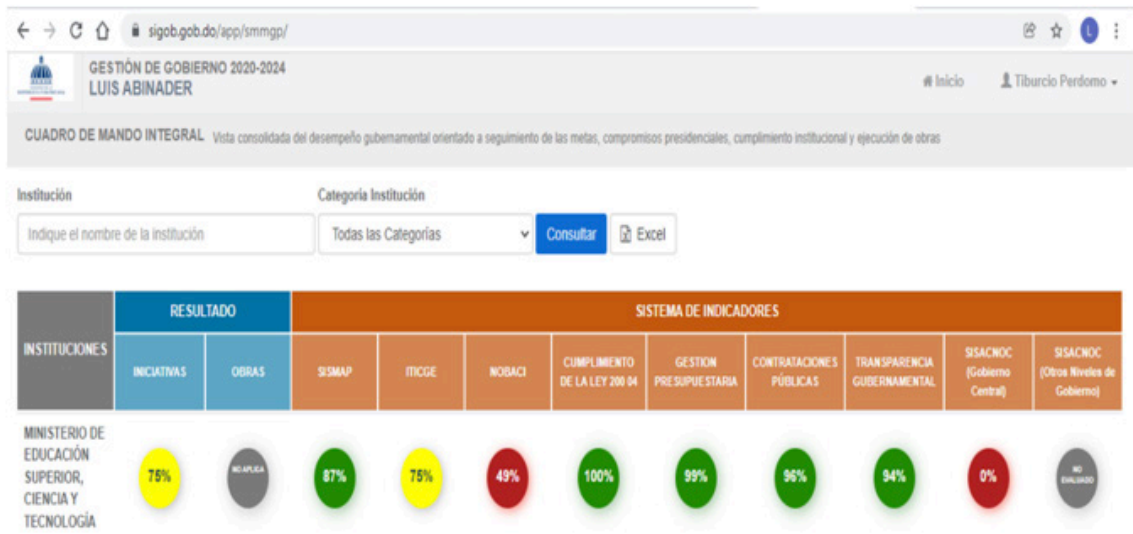 sigob.gob.do/app/smmgp/
L
GESTIÓN DE GOBIERNO 2020-2024
LUIS ABINADER
Inicio
Tiburcio Perdomo
CUADRO DE MANDO INTEGRAL Vista consolidada del desempeño gubernamental orientado a seguimiento de las metas, compromisos presidenciales, cumplimiento institucional y ejecución de obras
Institución
Categoría Institución
Indique el nombre de la institución
Todas las Categorías
Consultar
Excel
INSTITUCIONES
RESULTADO
SISTEMA DE INDICADORES
INICIATIVAS
OBRAS
SISMAP
ITICGE
NOBACI
CUMPLIMIENTO
DE LA LEY 200 04
GESTION
PRESUPUESTARIA
CONTRATACIONES
PÚBLICAS
TRANSPARENCIA
GUBERNAMENTAL
SISACNOC
(Gobierno
Central)
SISACNOC
(Otros Niveles de
Gobierno)
MINISTERIO DE
EDUCACIÓN
SUPERIOR,
CIENCIA Y
TECNOLOGÍA
75%
NO APLICA
87%
75%
49%
100%
99%
96%
94%
0%
NO
EVALUADO